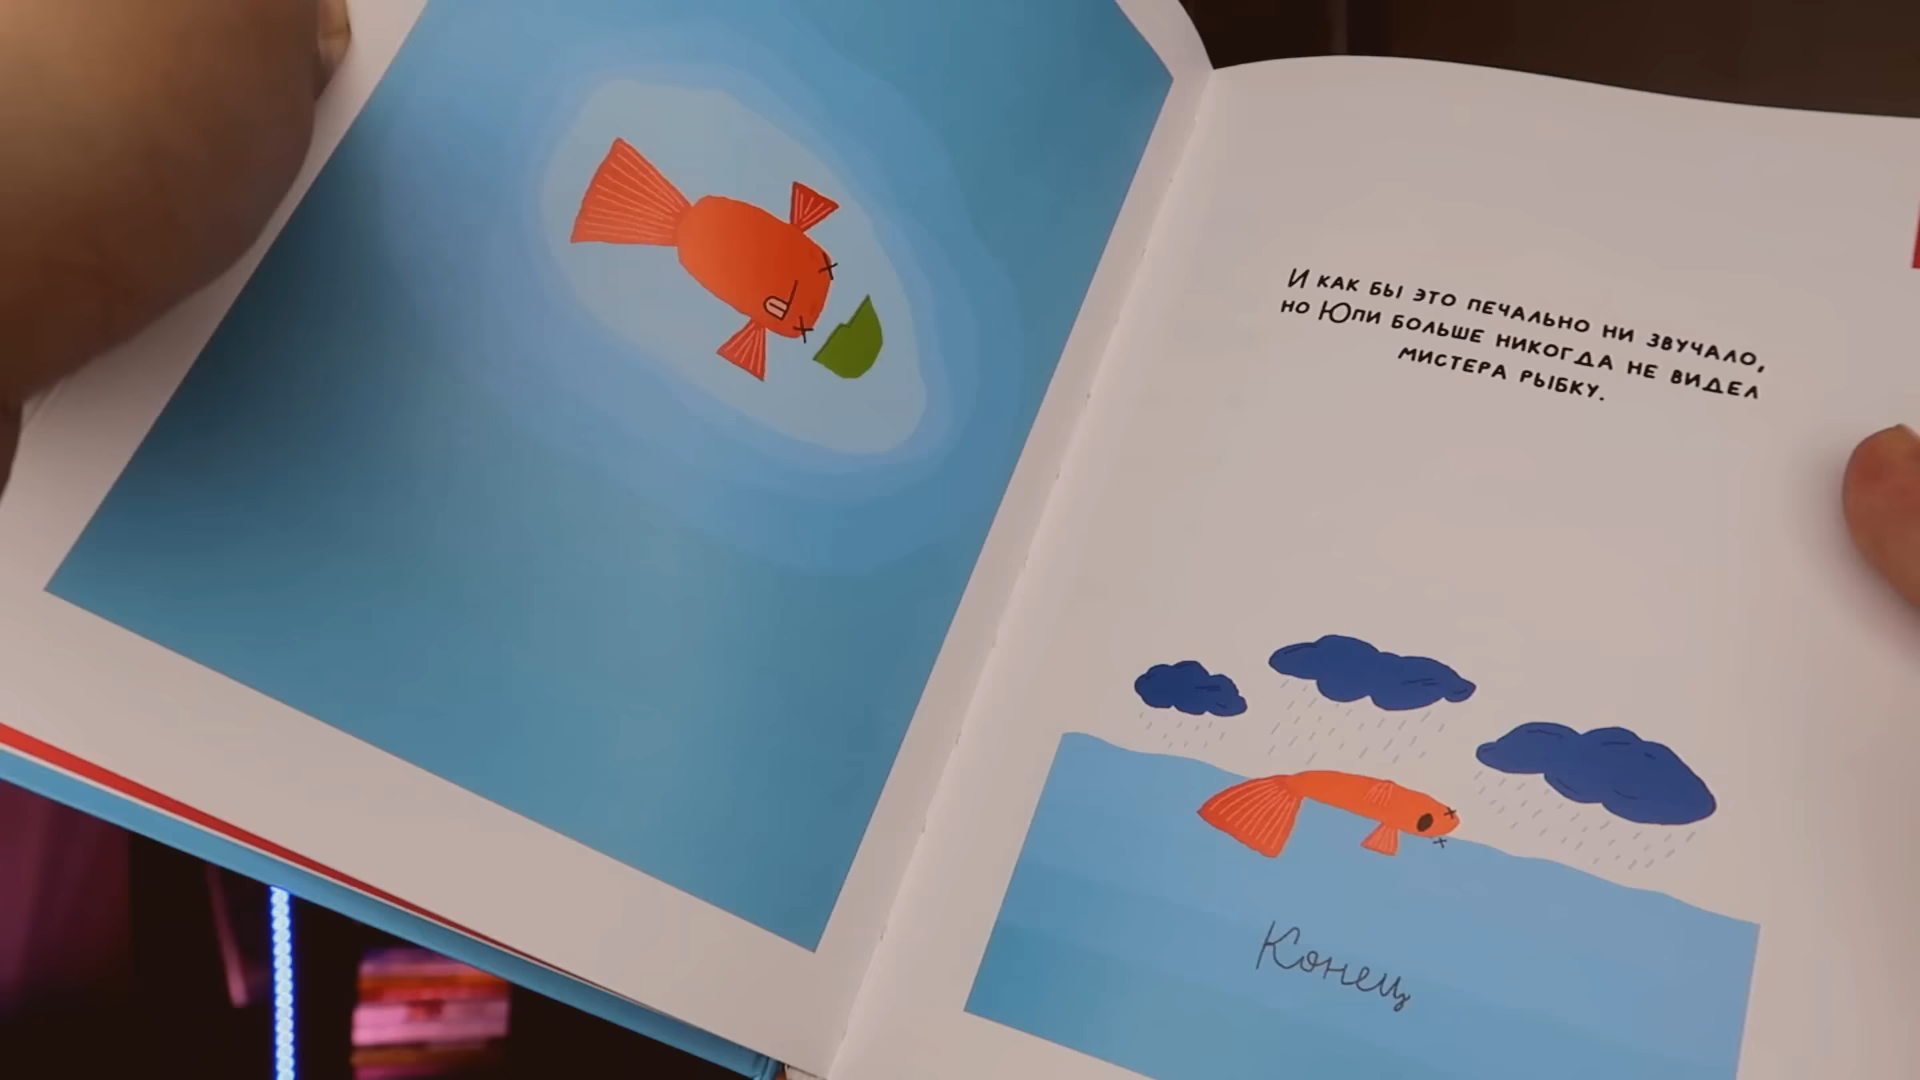 И как бы это печально ни звучало,
но Юпи больше никогда не видел
мистера рыбку.
Конец